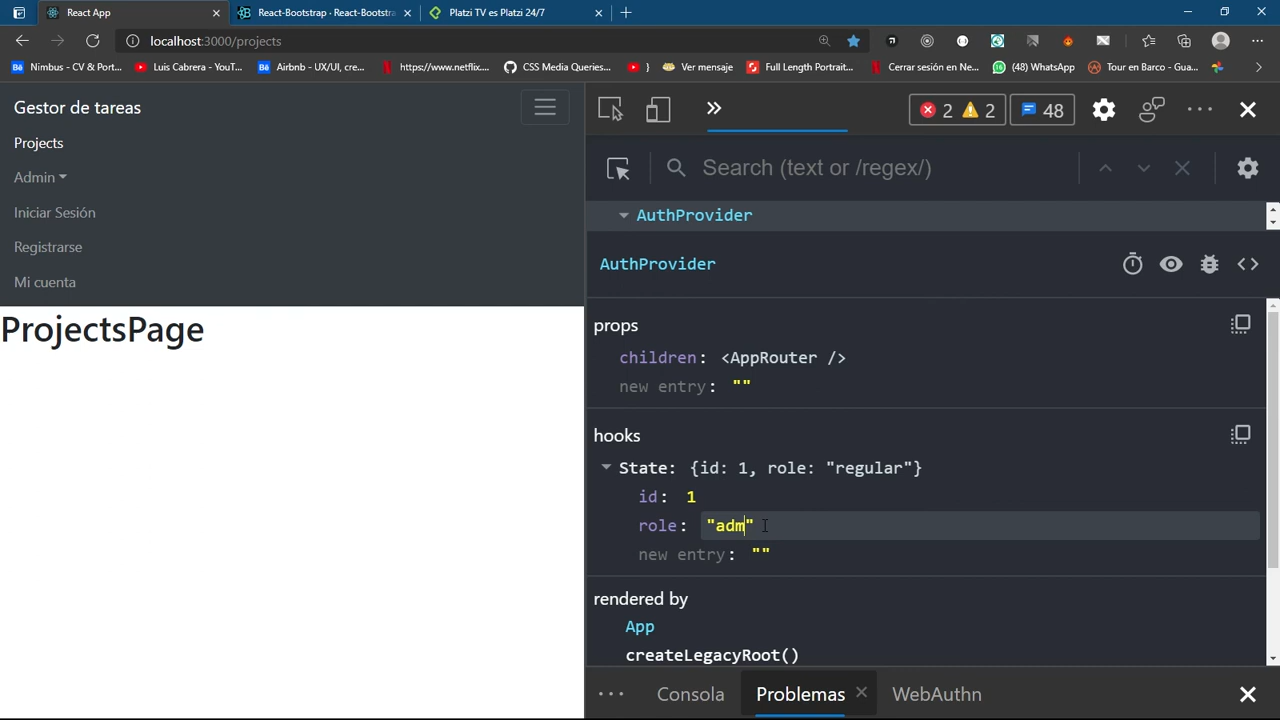 React App
React-Bootstrap · React-Bootstra
Platzi TV es Platzi 24/7
localhost:3000/projects
Nimbus - CV & Port...
Luis Cabrera - YouT...
Airbnb - UX/UI, cre...
https://www.netflix....
CSS Media Queries...
}
Ver mensaje
Full Length Portrait...
Cerrar sesión en Ne...
(48) WhatsApp
Tour en Barco - Gua...
Gestor de tareas
Projects
Admin
Iniciar Sesión
Registrarse
Mi cuenta
ProjectsPage
2 2 48
Search (text or /regex/)
AuthProvider
AuthProvider
props
children: <AppRouter />
new entry: ""
hooks
State: {id: 1, role: "regular"}
id: 1
role: "adm"
new entry: ""
rendered by
App
createLegacyRoot()
Consola Problemas WebAuthn